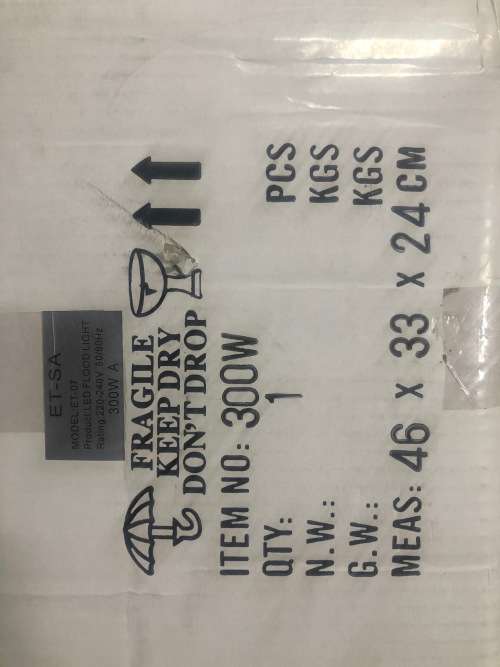 ET-SA
MODEL:ET-07
Product:LED FLOOD LIGHT
Rating:220-240V 50/60Hz
300W A
FRAGILE
KEEP DRY
DON'T DROP
ITEM NO: 300W
QTY: 1 PCS
N.W.: KGS
G.W.: KGS
MEAS: 46 x 33 x 24 CM